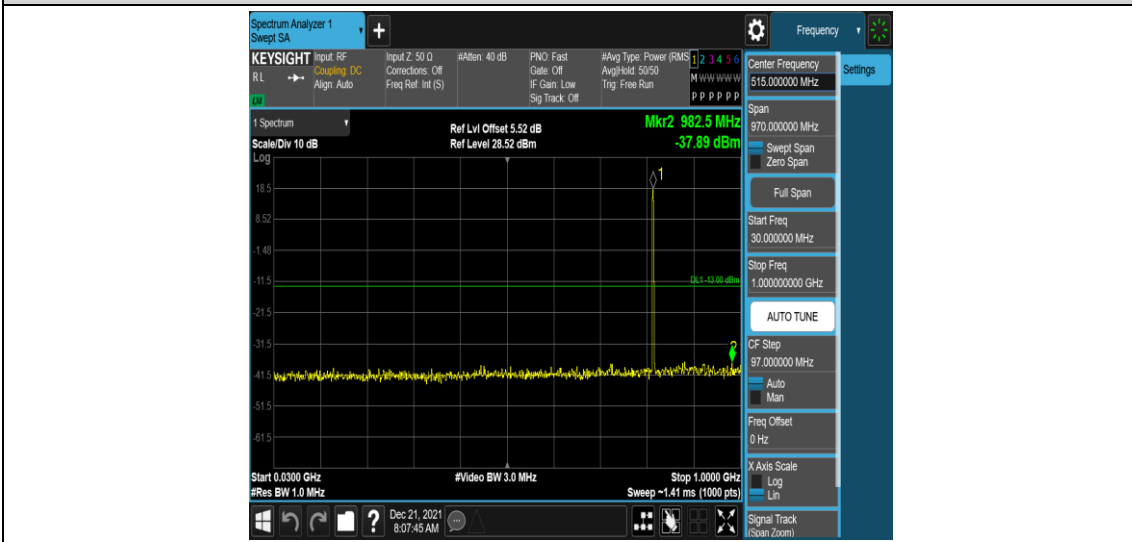 Spectrum Analyzer 1
Swept SA
Frequency
KEYSIGHT
RL
LXI
Input: RF
Coupling: DC
Align: Auto
Input Z: 50 Ω
Corrections: Off
Freq Ref: Int (S)
#Atten: 40 dB
PNO: Fast
Gate: Off
IF Gain: Low
Sig Track: Off
#Avg Type: Power (RMS
Avg|Hold: 50/50
Trig: Free Run
1 2 3 4 5 6
M W W W W W
P P P P P P
1 Spectrum
Scale/Div 10 dB
Log
Ref Lvl Offset 5.52 dB
Ref Level 28.52 dBm
Mkr2 982.5 MHz
-37.89 dBm
1
18.5
8.52
-1.48
-11.5
DL1 -13.00 dBm
-21.5
-31.5
2
-41.5
-51.5
-61.5
Start 0.0300 GHz
#Res BW 1.0 MHz
#Video BW 3.0 MHz
Stop 1.0000 GHz
Sweep ~1.41 ms (1000 pts)
Center Frequency
515.000000 MHz
Settings
Span
970.000000 MHz
Swept Span
Zero Span
Full Span
Start Freq
30.000000 MHz
Stop Freq
1.000000000 GHz
AUTO TUNE
CF Step
97.000000 MHz
Auto
Man
Freq Offset
0 Hz
X Axis Scale
Log
Lin
Signal Track
(Span Zoom)
?
Dec 21, 2021
8:07:45 AM